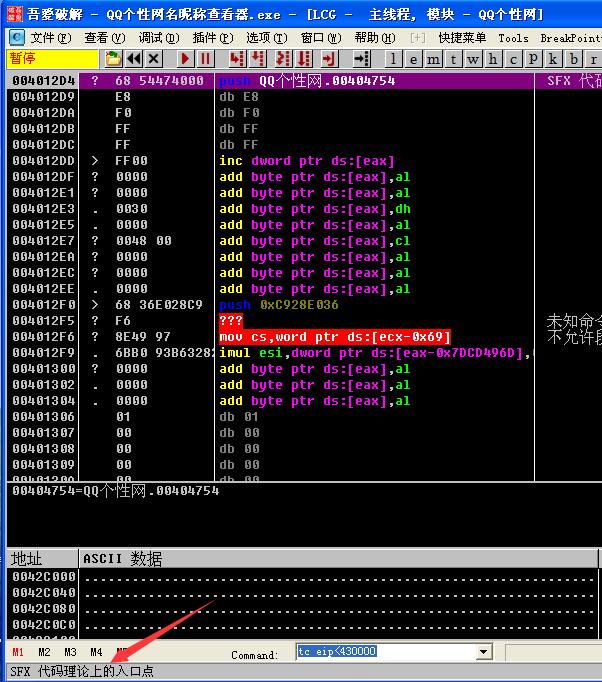 吾爱破解 - QQ个性网名昵称查看器.exe - [LCG - 主线程, 模块 - QQ个性网]
文件(F) 查看(V) 调试(D) 插件(P) 选项(T) 窗口(W) 帮助(H) [+] 快捷菜单 Tools BreakPoint
暂停 l e m t w h c p k b r
004012D4 ? 68 54474000 push QQ个性网.00404754 SFX 代码
004012D9 E8 db E8
004012DA F0 db F0
004012DB FF db FF
004012DC FF db FF
004012DD > FF00 inc dword ptr ds:[eax]
004012DF ? 0000 add byte ptr ds:[eax],al
004012E1 ? 0000 add byte ptr ds:[eax],al
004012E3 . 0030 add byte ptr ds:[eax],dh
004012E5 . 0000 add byte ptr ds:[eax],al
004012E7 ? 0048 00 add byte ptr ds:[eax],cl
004012EA ? 0000 add byte ptr ds:[eax],al
004012EC ? 0000 add byte ptr ds:[eax],al
004012EE . 0000 add byte ptr ds:[eax],al
004012F0 > 68 36E028C9 push 0xC928E036
004012F5 ? F6 ??? 未知命令
004012F6 ? 8E49 97 mov cs,word ptr ds:[ecx-0x69] 不允许段
004012F9 . 6BB0 93B63282 imul esi,dword ptr ds:[eax-0x7DCD496D],
00401300 ? 0000 add byte ptr ds:[eax],al
00401302 . 0000 add byte ptr ds:[eax],al
00401304 . 0000 add byte ptr ds:[eax],al
00401306 01 db 01
00401307 00 db 00
00401308 00 db 00
00401309 00 db 00
00404754=QQ个性网.00404754
地址 ASCII 数据
0042C000 ................................................................
0042C040 ................................................................
0042C080 ................................................................
0042C0C0 ................................................................
M1 M2 M3 M4 Command: tc eip<430000
SFX 代码理论上的入口点